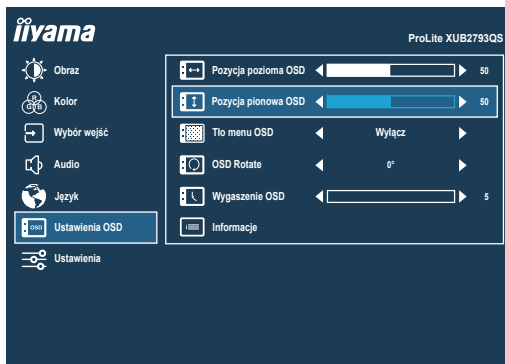 iiyama
ProLite XUB2793QS
Obraz
Kolor
Wybór wejść
Audio
Język
Ustawienia OSD
Ustawienia
Pozycja pozioma OSD 50
Pozycja pionowa OSD 50
Tło menu OSD Wyłącz
OSD Rotate 0°
Wygaszenie OSD 5
Informacje
R
G B
OSD